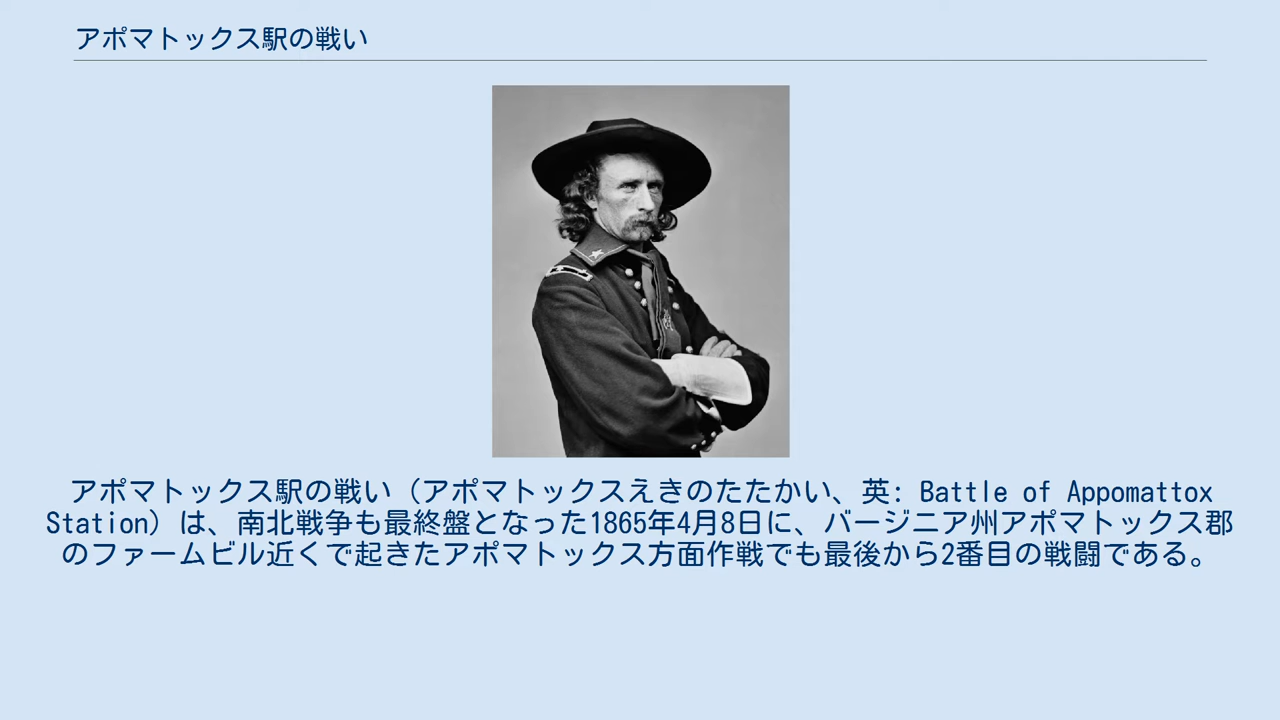 アポマトックス駅の戦い
アポマトックス駅の戦い（アポマトックスえきのたたかい、英: Battle of Appomattox
Station）は、南北戦争も最終盤となった1865年4月8日に、バージニア州アポマトックス郡
のファームビル近くで起きたアポマトックス方面作戦でも最後から2番目の戦闘である。